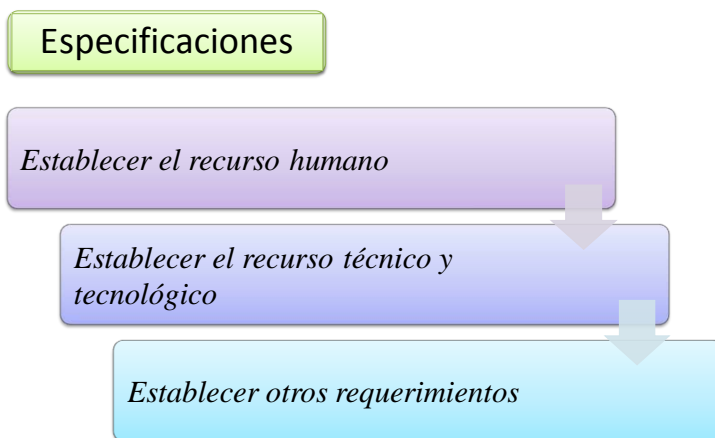 Especificaciones
Establecer el recurso humano
Establecer el recurso técnico y
tecnológico
Establecer otros requerimientos